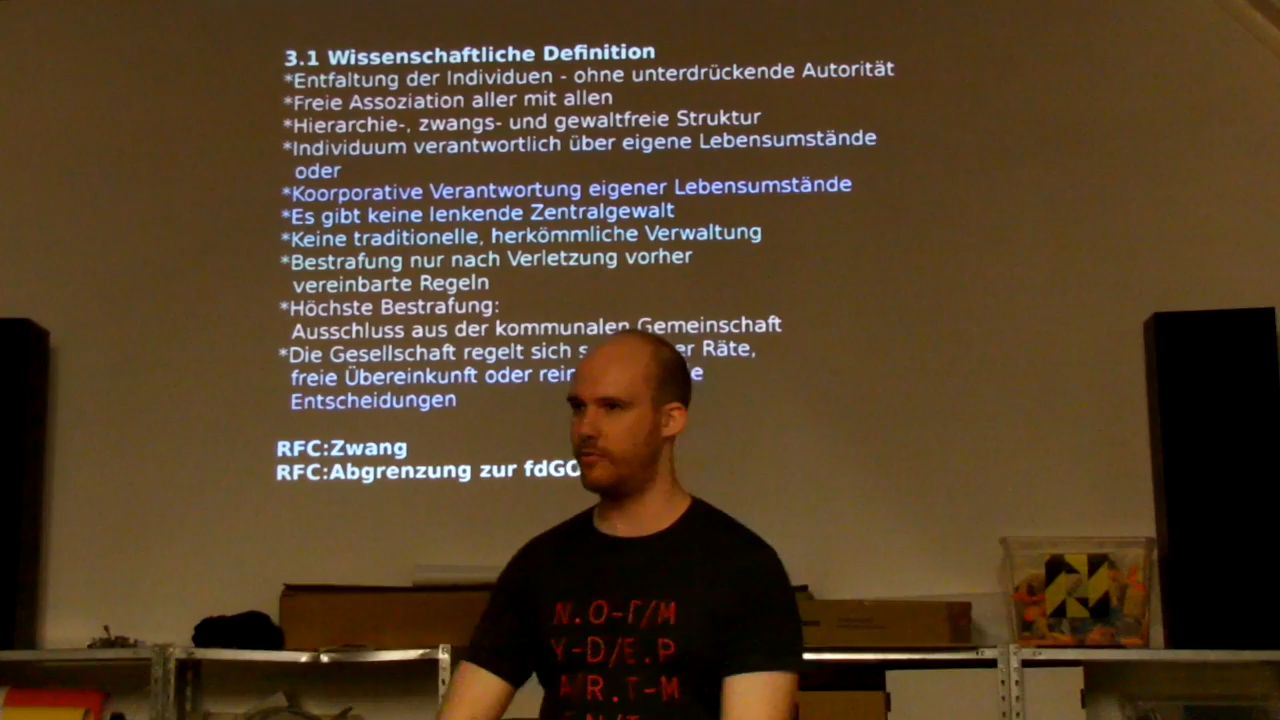 3.1 Wissenschaftliche Definition
*Entfaltung der Individuen - ohne unterdrückende Autorität
*Freie Assoziation aller mit allen
*Hierarchie-, zwangs- und gewaltfreie Struktur
*Individuum verantwortlich über eigene Lebensumstände
oder
*Koorporative Verantwortung eigener Lebensumstände
*Es gibt keine lenkende Zentralgewalt
*Keine traditionelle, herkömmliche Verwaltung
*Bestrafung nur nach Verletzung vorher
vereinbarte Regeln
*Höchste Bestrafung:
Ausschluss aus der kommunalen Gemeinschaft
*Die Gesellschaft regelt sich Räte,
freie Übereinkunft oder
Entscheidungen
RFC:Zwang
RFC:Abgrenzung zur fdGO
N.O-T/M
Y-D/E.P
A/R.T-M